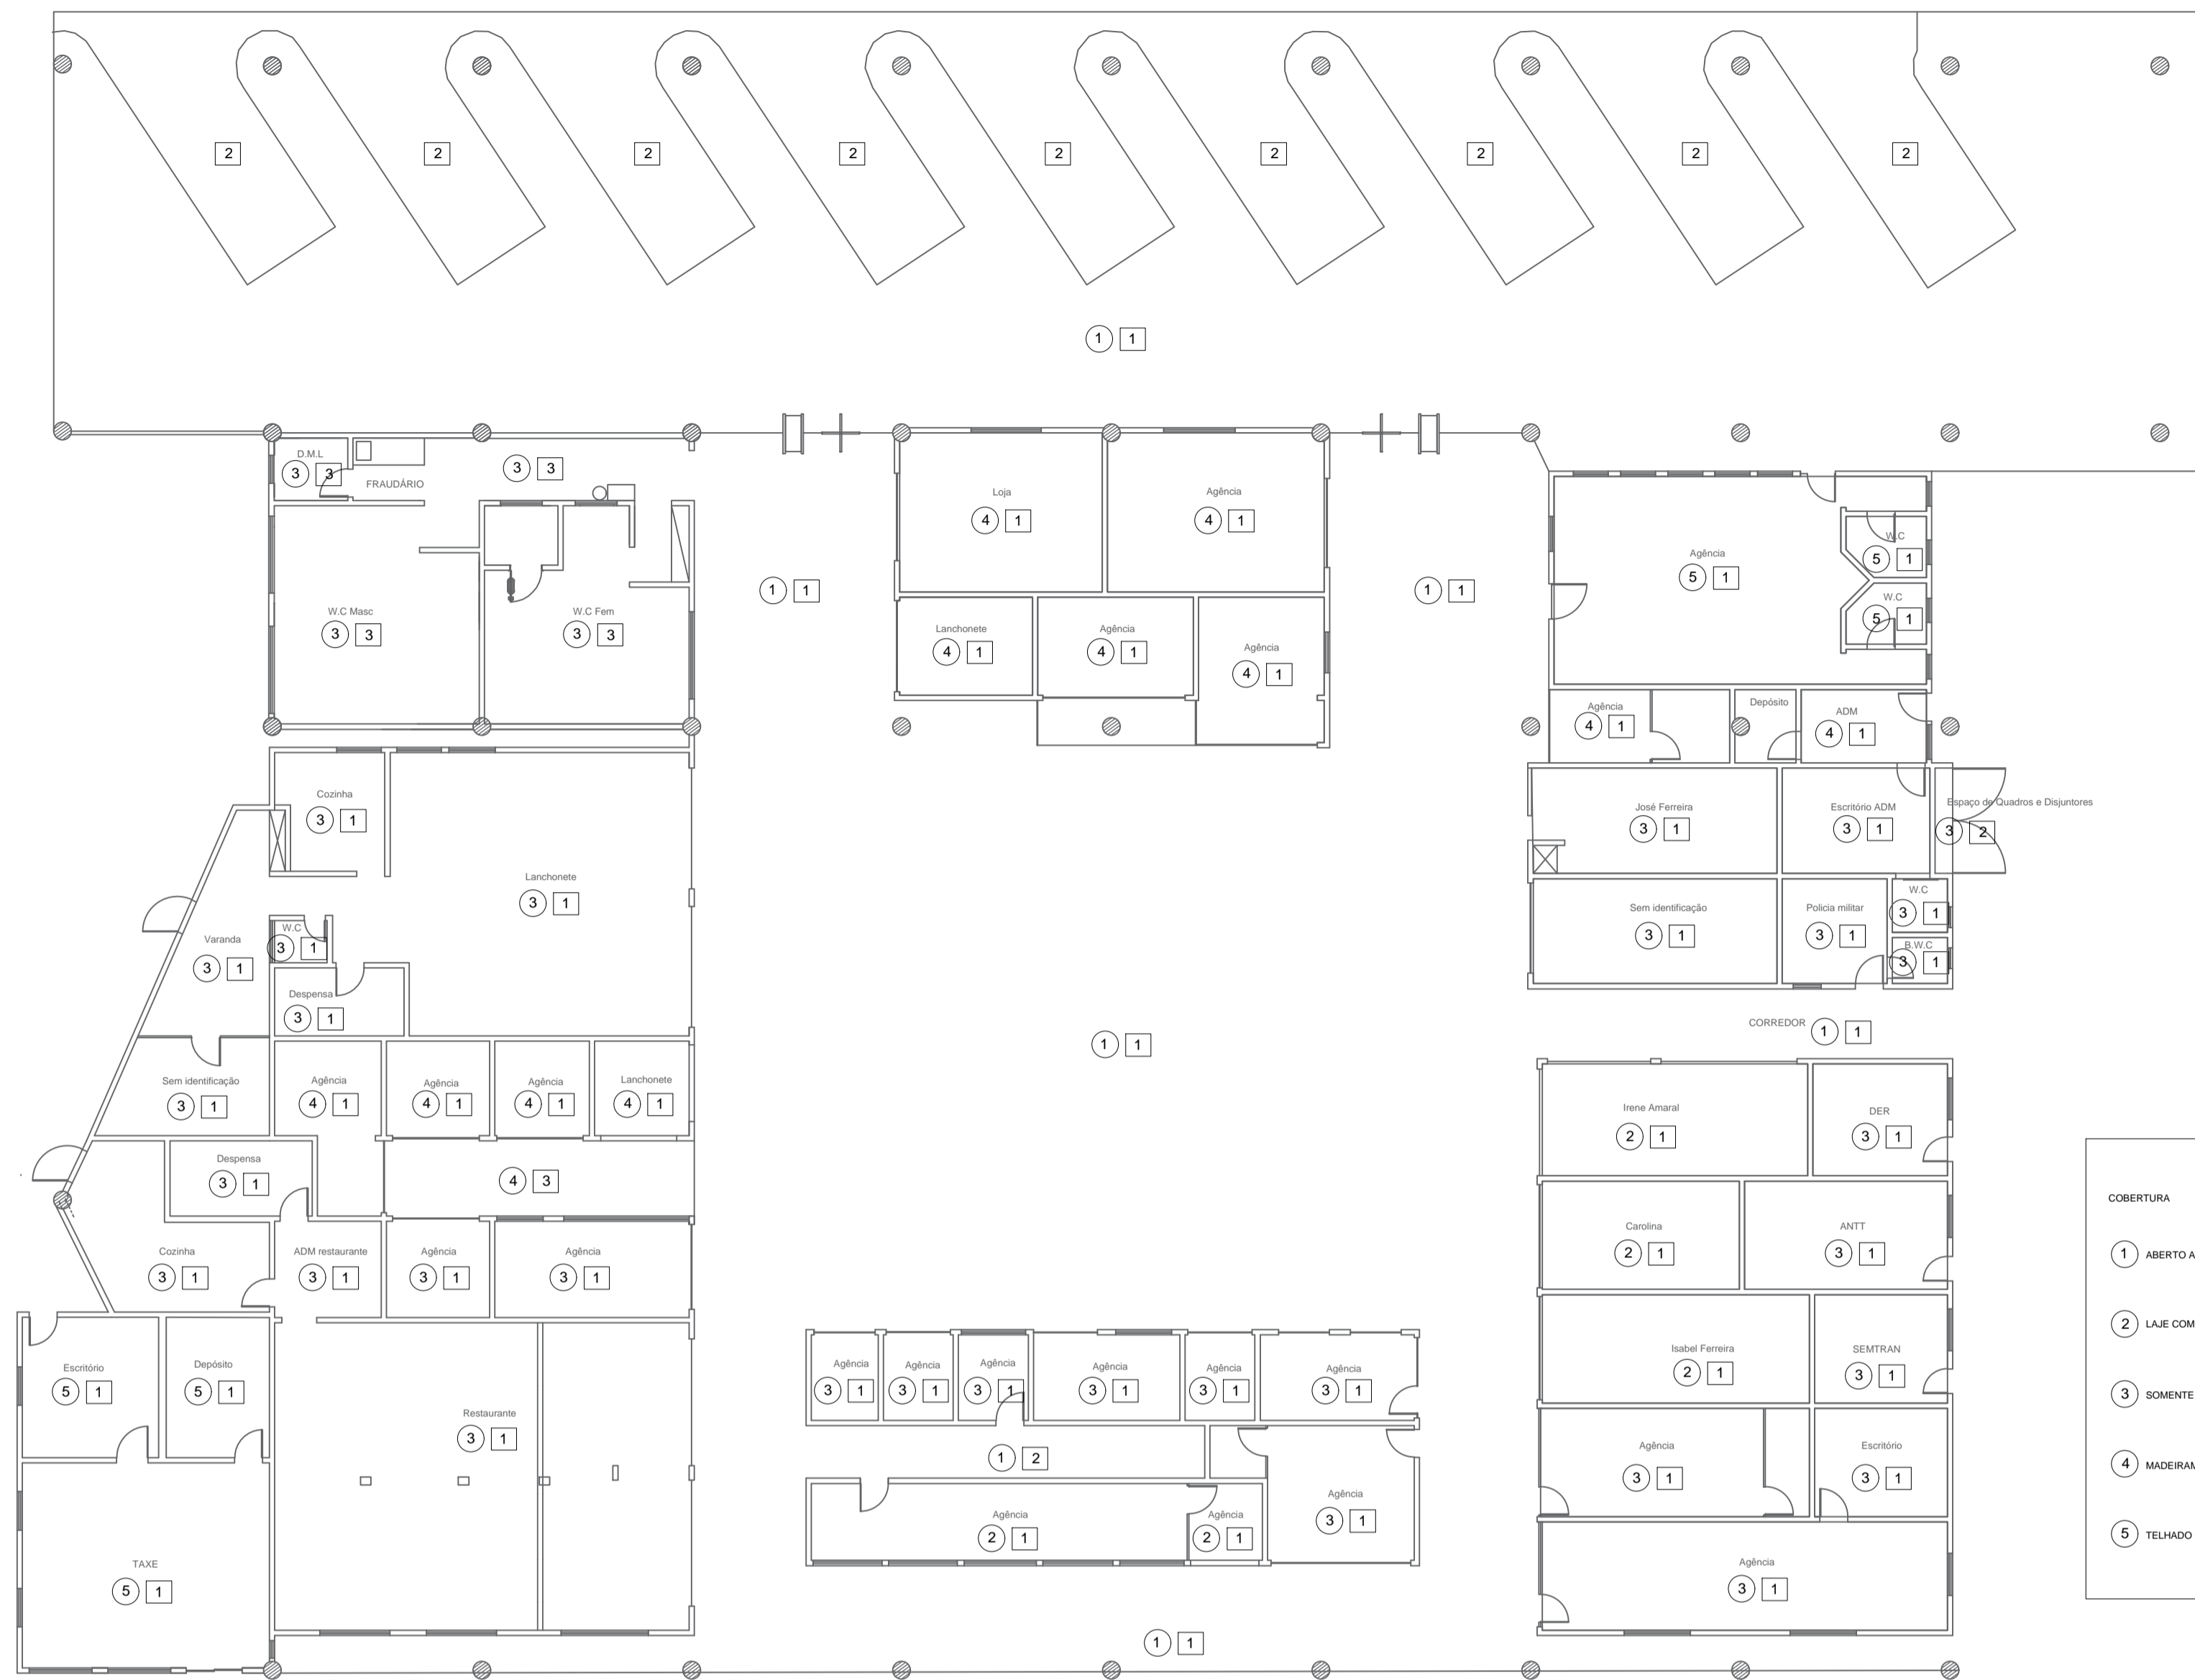 2 2 2 2 2 2 2 2 2
1 1
D.M.L
3 3
FRAUDÁRIO
3 3
W.C Masc
3 3
W.C Fem
3 3
1 1
Loja
4 1
Agência
4 1
Lanchonete
4 1
Agência
4 1
Agência
4 1
1 1
Agência
5 1
W.C
5 1
W.C
5 1
Agência
4 1
Depósito
ADM
4 1
José Ferreira
3 1
Escritório ADM
3 1
Espaço de Quadros e Disjuntores
3 2
Sem identificação
3 1
Policia militar
3 1
W.C
3 1
B.W.C
3 1
CORREDOR 1 1
Cozinha
3 1
Lanchonete
3 1
Varanda
3 1
W.C
3 1
Despensa
3 1
1 1
Sem identificação
3 1
Agência
4 1
Agência
4 1
Agência
4 1
Lanchonete
4 1
Despensa
3 1
4 3
Cozinha
3 1
ADM restaurante
3 1
Agência
3 1
Agência
3 1
Escritório
5 1
Depósito
5 1
Restaurante
3 1
TAXE
5 1
Agência
3 1
Agência
3 1
Agência
3 1
Agência
3 1
Agência
3 1
Agência
3 1
1 2
Agência
2 1
Agência
2 1
Agência
3 1
1 1
Irene Amaral
2 1
DER
3 1
Carolina
2 1
ANTT
3 1
Isabel Ferreira
2 1
SEMTRAN
3 1
Agência
3 1
Escritório
3 1
Agência
3 1
COBERTURA
1 ABERTO A
2 LAJE COM
3 SOMENTE
4 MADEIRAM
5 TELHADO